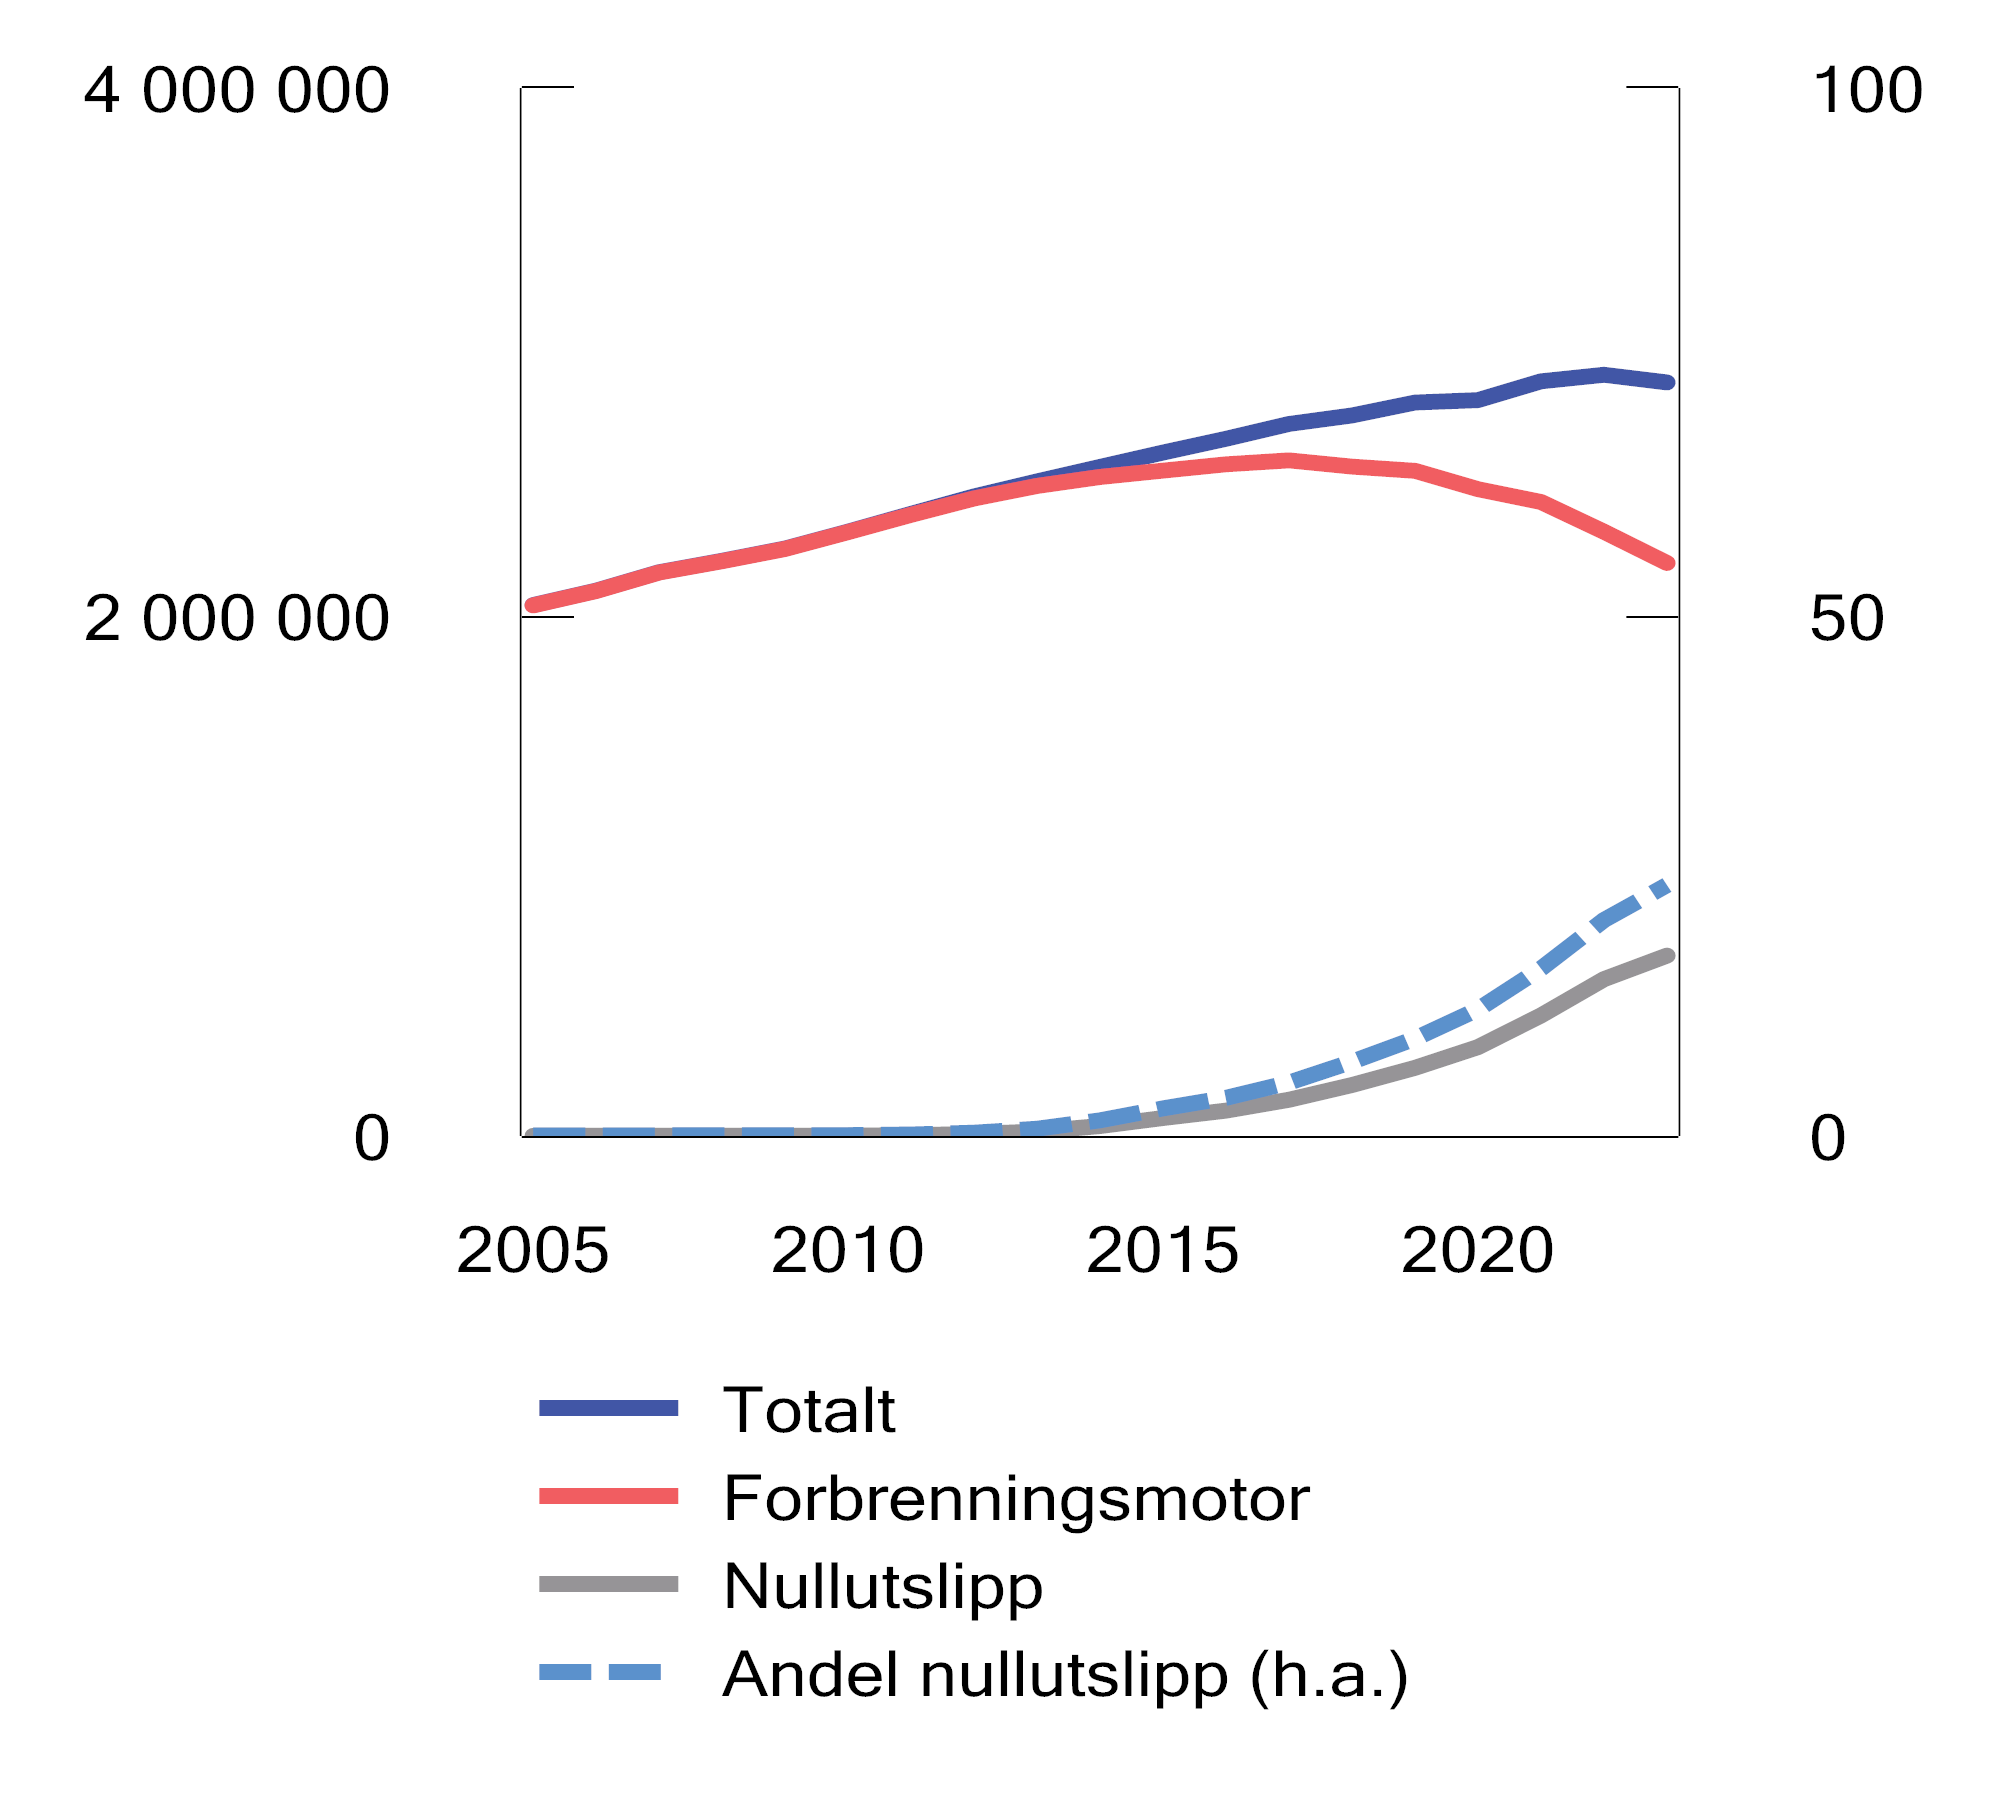 4 000 000
100
2 000 000
50
0
0
2005 2010 2015 2020
Totalt
Forbrenningsmotor
Nullutslipp
Andel nullutslipp (h.a.)